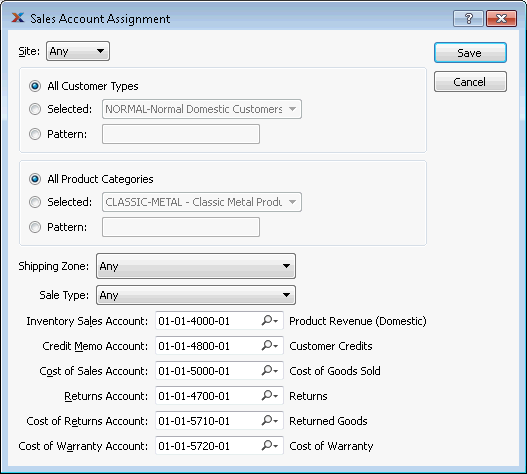 Sales Account Assignment
Site: Any
Save
Cancel
All Customer Types
Selected: NORMAL-Normal Domestic Customers
Pattern:
All Product Categories
Selected: CLASSIC-METAL - Classic Metal Produ
Pattern:
Shipping Zone: Any
Sale Type: Any
Inventory Sales Account: 01-01-4000-01 Product Revenue (Domestic)
Credit Memo Account: 01-01-4800-01 Customer Credits
Cost of Sales Account: 01-01-5000-01 Cost of Goods Sold
Returns Account: 01-01-4700-01 Returns
Cost of Returns Account: 01-01-5710-01 Returned Goods
Cost of Warranty Account: 01-01-5720-01 Cost of Warranty